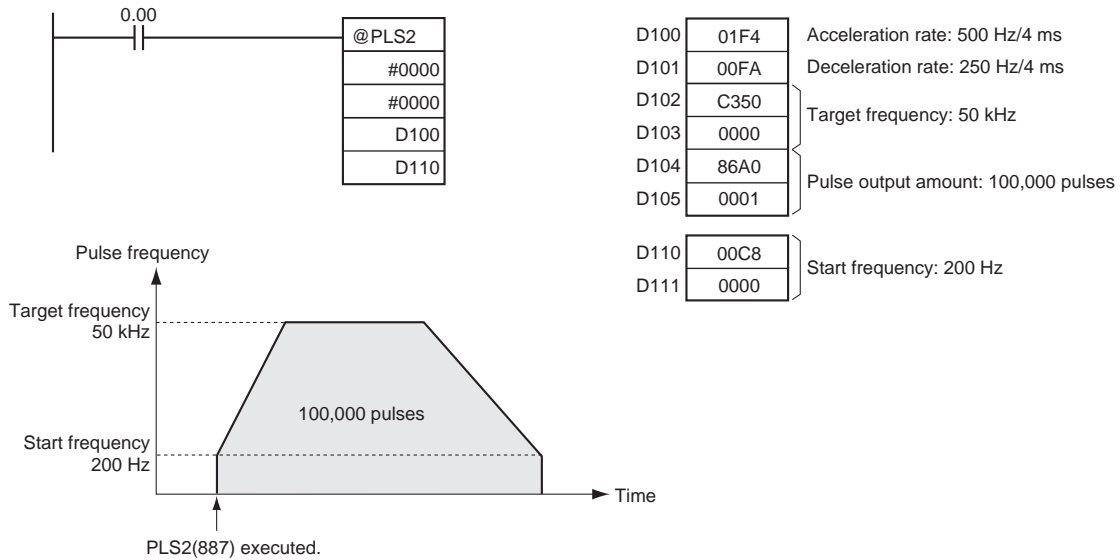 0.00
@PLS2
#0000
#0000
D100
D110
D100 01F4 Acceleration rate: 500 Hz/4 ms
D101 00FA Deceleration rate: 250 Hz/4 ms
D102 C350
Target frequency: 50 kHz
D103 0000
D104 86A0
Pulse output amount: 100,000 pulses
D105 0001
D110 00C8
Start frequency: 200 Hz
D111 0000
Pulse frequency
Target frequency
50 kHz
100,000 pulses
Start frequency
200 Hz
Time
PLS2(887) executed.